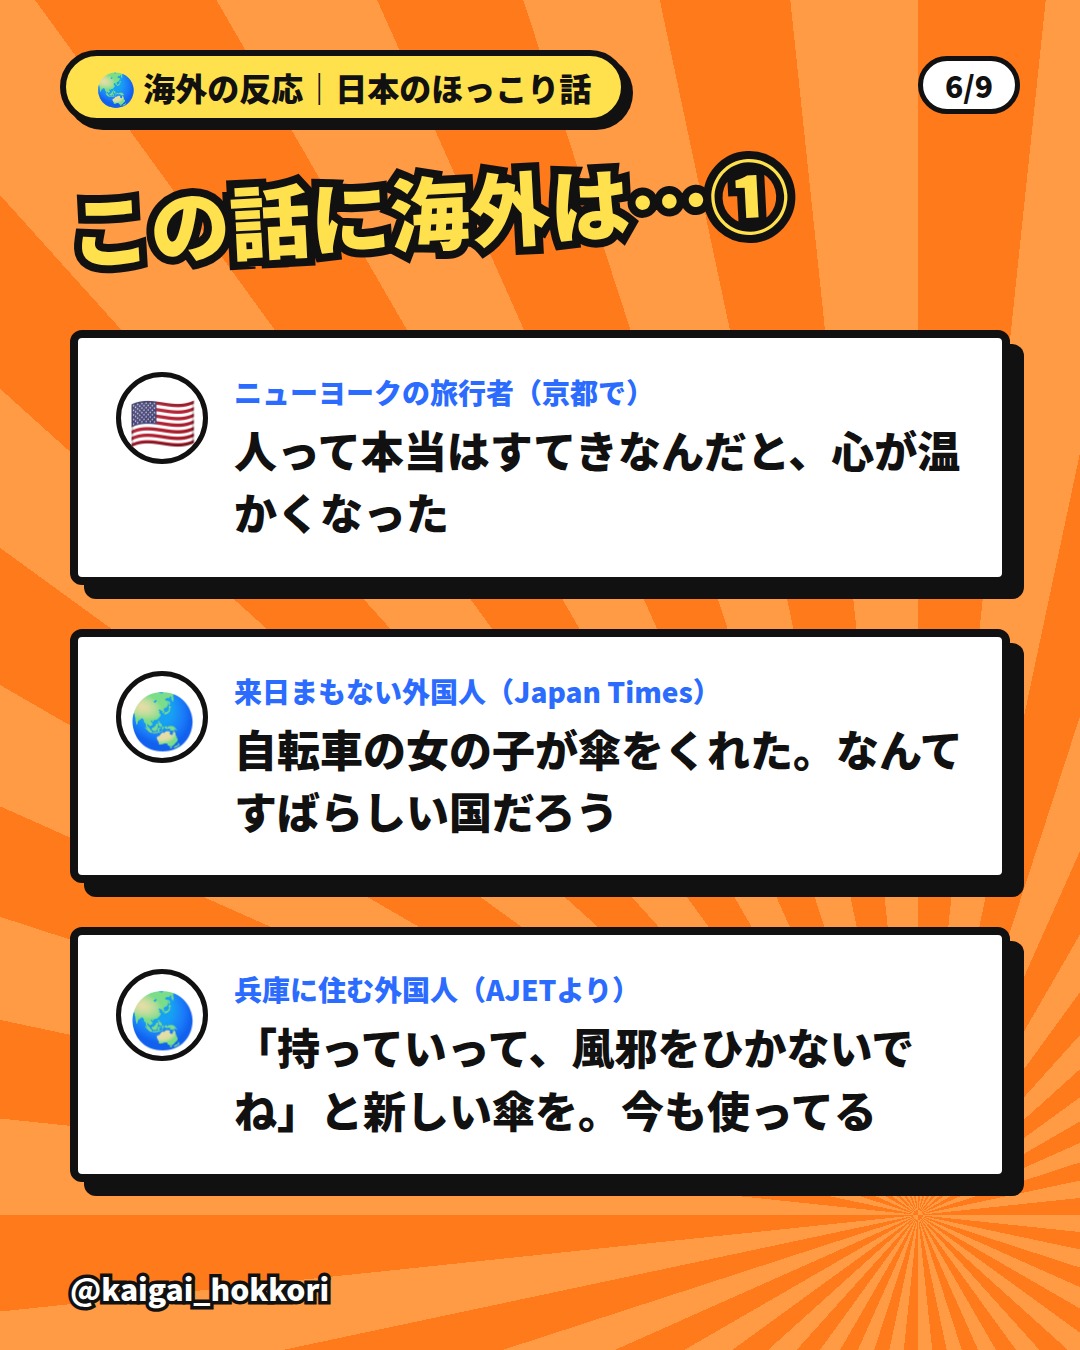 🌏 海外の反応｜日本のほっこり話
6/9
この話に海外は…①
ニューヨークの旅行者（京都で）
人って本当はすてきなんだと、心が温
かくなった
来日まもない外国人（Japan Times）
自転車の女の子が傘をくれた。なんて
すばらしい国だろう
兵庫に住む外国人（AJETより）
「持っていって、風邪をひかないで
ね」と新しい傘を。今も使ってる
@kaigai_hokkori